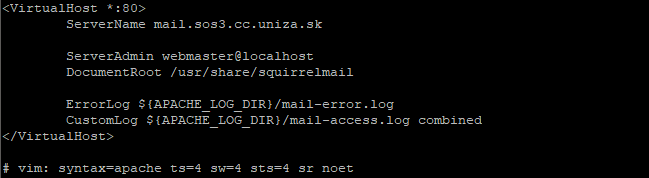 <VirtualHost *:80>
ServerName mail.sos3.cc.uniza.sk
ServerAdmin webmaster@localhost
DocumentRoot /usr/share/squirrelmail
ErrorLog ${APACHE_LOG_DIR}/mail-error.log
CustomLog ${APACHE_LOG_DIR}/mail-access.log combined
</VirtualHost>
# vim: syntax=apache ts=4 sw=4 sts=4 sr noet